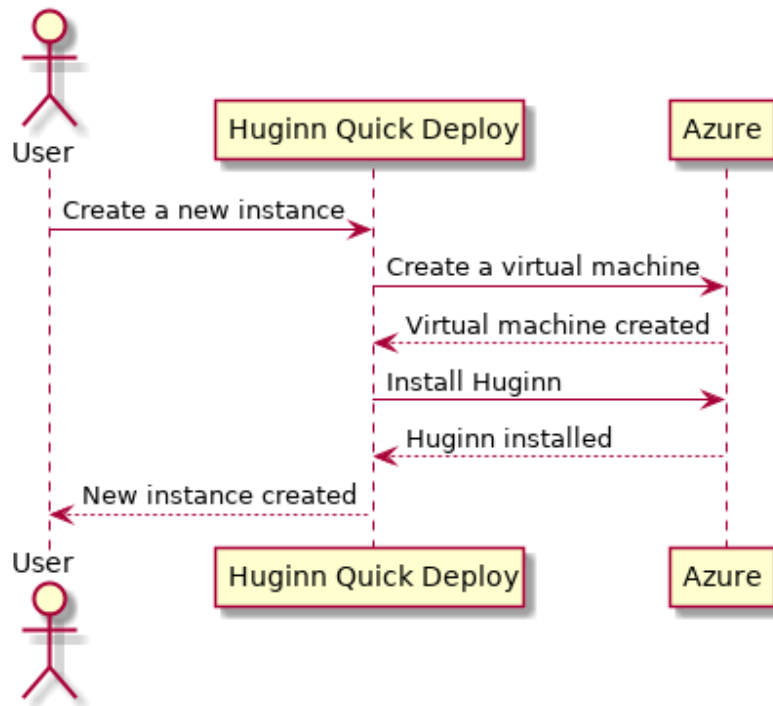 User
Huginn Quick Deploy
Azure
Create a new instance
Create a virtual machine
Virtual machine created
Install Huginn
Huginn installed
New instance created
User
Huginn Quick Deploy
Azure